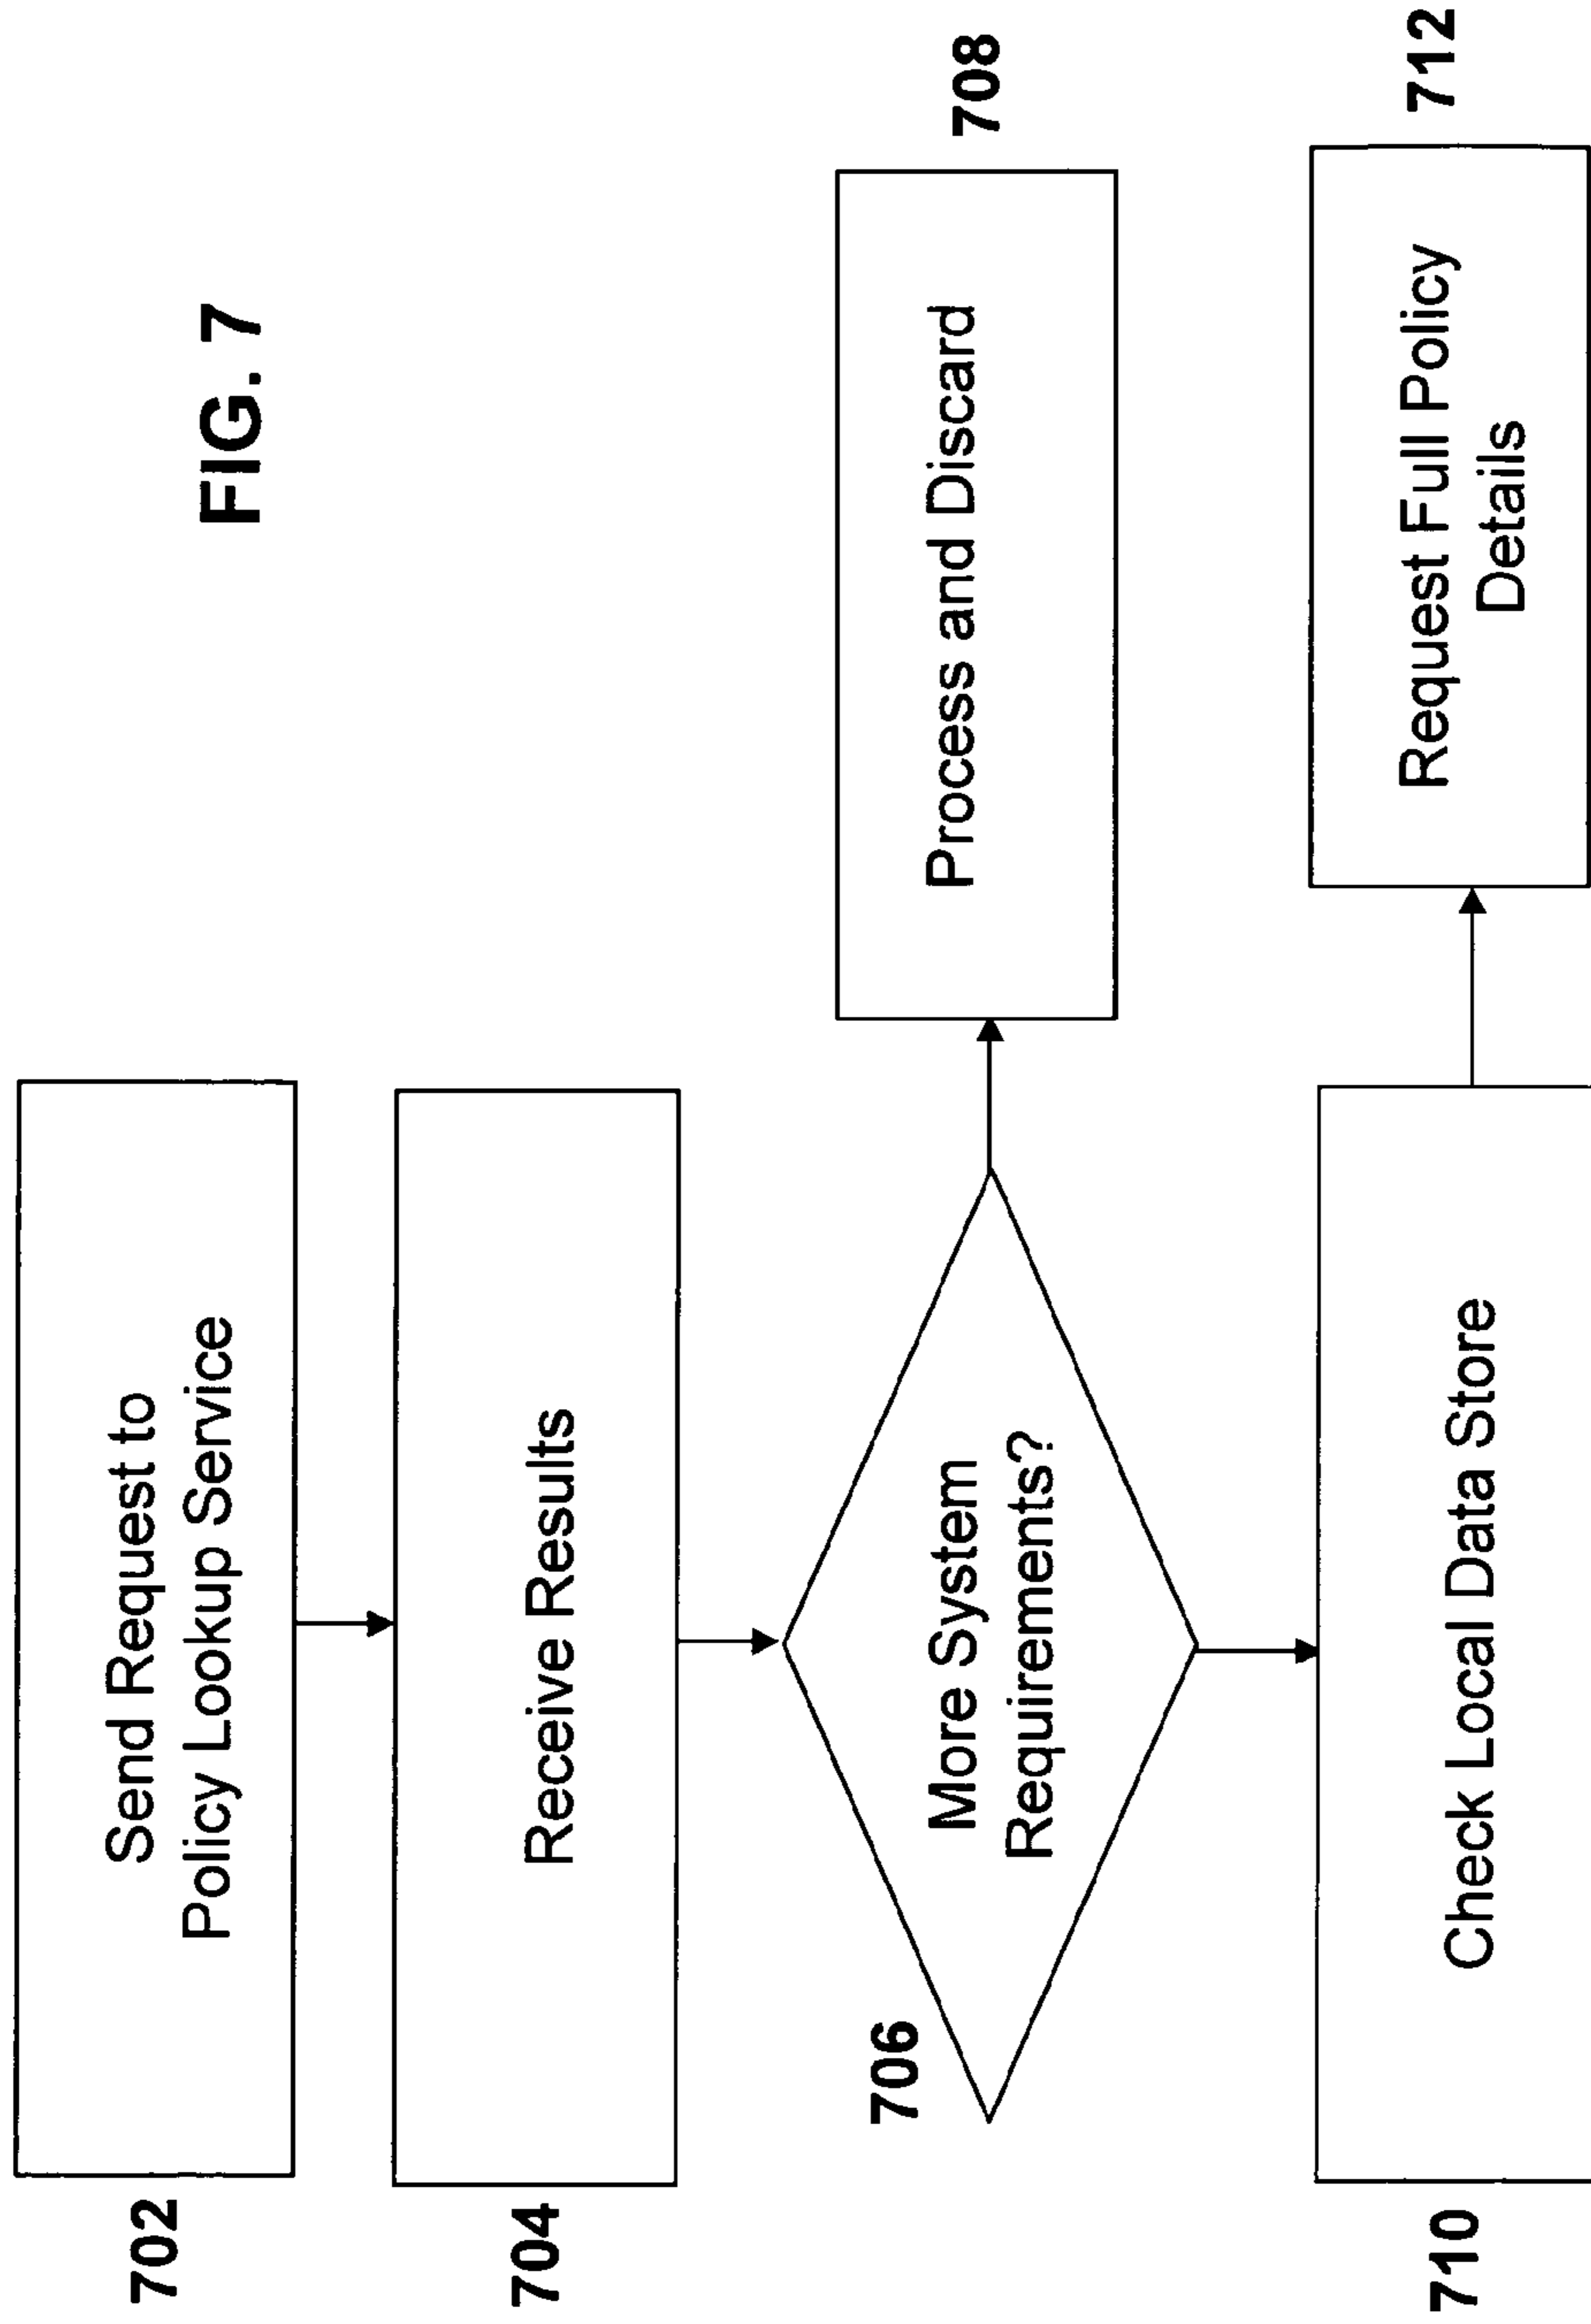 FIG. 7
702
Send Request to
Policy Lookup Service
704
Receive Results
706
More System
Requirements?
Process and Discard
708
710
Check Local Data Store
Request Full Policy
Details
712